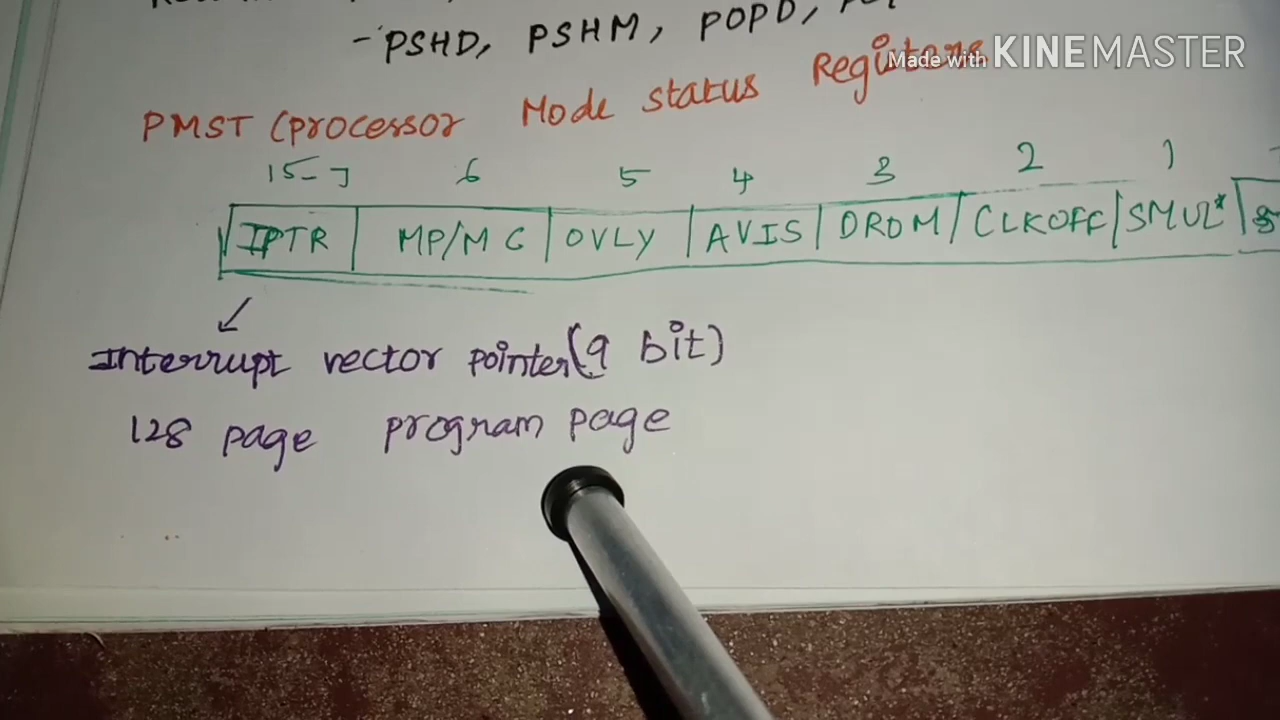 - PSHD, PSHM, POPD,
Made with KINEMASTER
PMST (processor Mode status Registers
15-7 6 5 4 3 2 1
IPTR MP/MC OVLY AVIS DROM CLKOFF SMUL*
Interrupt vector pointer (9 bit)
128 page program page